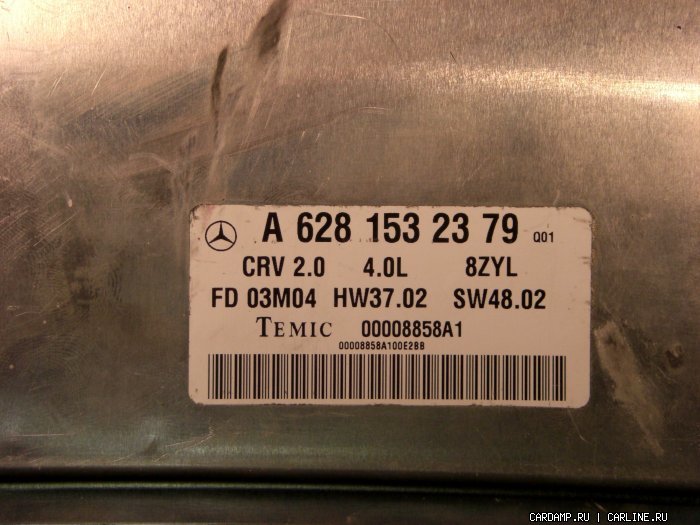 A 628 153 23 79 Q01
CRV 2.0 4.0L 8ZYL
FD 03M04 HW37.02 SW48.02
TEMIC 00008858A1
00008858A100E2BB
CARDAMP.RU | CARLINE.RU